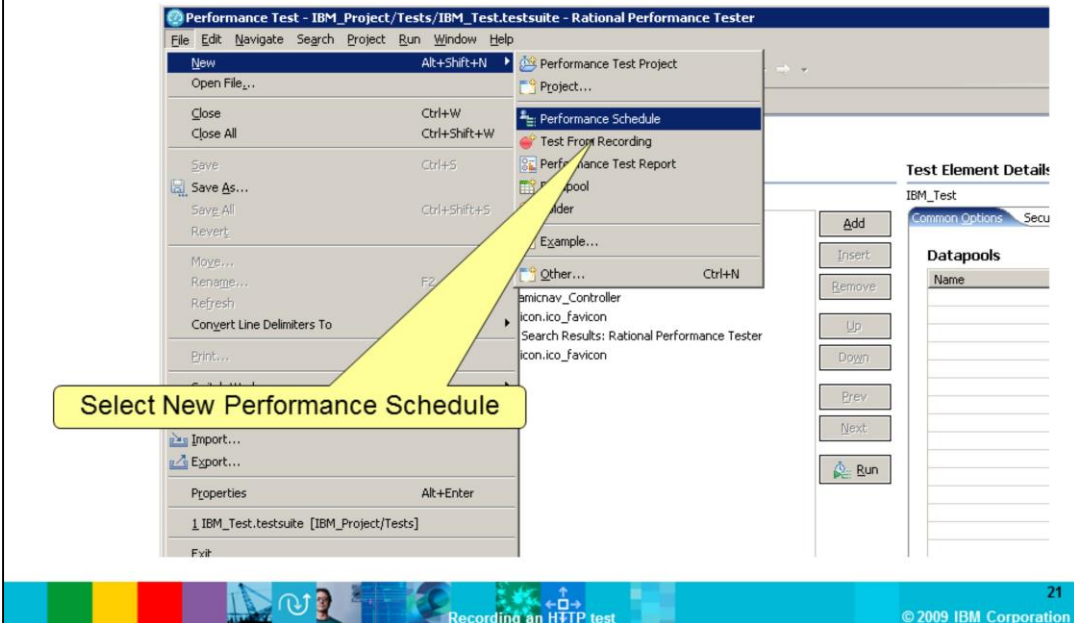 Performance Test - IBM_Project/Tests/IBM_Test.testsuite - Rational Performance Tester
File Edit Navigate Search Project Run Window Help
New Alt+Shift+N
Open File...
Close Ctrl+W
Close All Ctrl+Shift+W
Save Ctrl+S
Save As...
Save All Ctrl+Shift+S
Revert
Move...
Rename... F2
Refresh
Convert Line Delimiters To
Print...
Import...
Export...
Properties Alt+Enter
1 IBM_Test.testsuite [IBM_Project/Tests]
Exit
Performance Test Project
Project...
Performance Schedule
Test From Recording
Performance Test Report
Example...
Other... Ctrl+N
amicnav_Controller
icon.ico_favicon
Search Results: Rational Performance Tester
icon.ico_favicon
Select New Performance Schedule
Add
Insert
Remove
Up
Down
Prev
Next
Run
Test Element Details
IBM_Test
Common Options Secu
Datapools
Name
Recording an HTTP test
21
© 2009 IBM Corporation